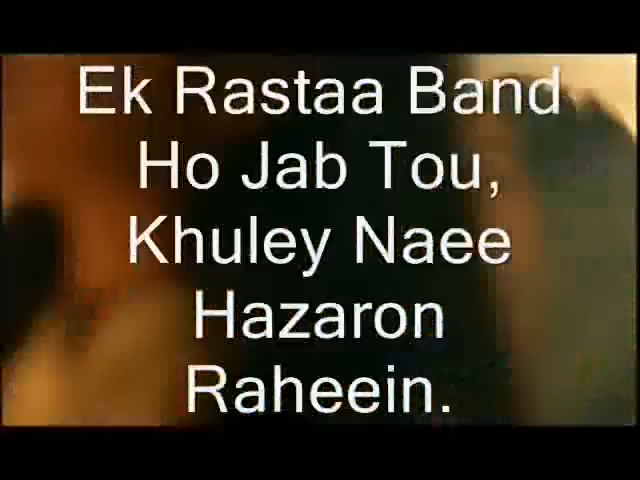 Ek Rastaa Band
Ho Jab Tou,
Khuley Naee
Hazaron
Raheein.